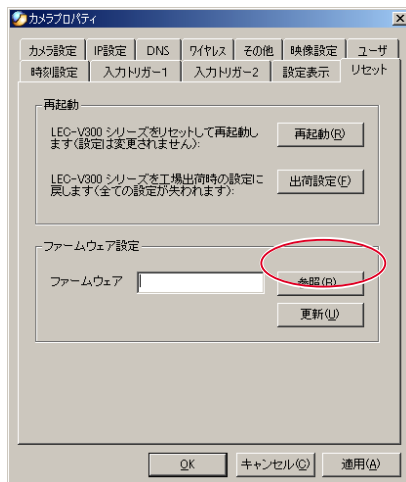 カメラプロパティ
カメラ設定 IP設定 DNS ワイヤレス その他 映像設定 ユーザ
時刻設定 入力トリガー1 入力トリガー2 設定表示 リセット
再起動
LEC-V300 シリーズをリセットして再起動し
ます(設定は変更されません):
再起動(R)
LEC-V300 シリーズを工場出荷時の設定に
戻します(全ての設定が失われます):
出荷設定(F)
ファームウェア設定
ファームウェア
参照(B)
更新(U)
OK キャンセル(C) 適用(A)